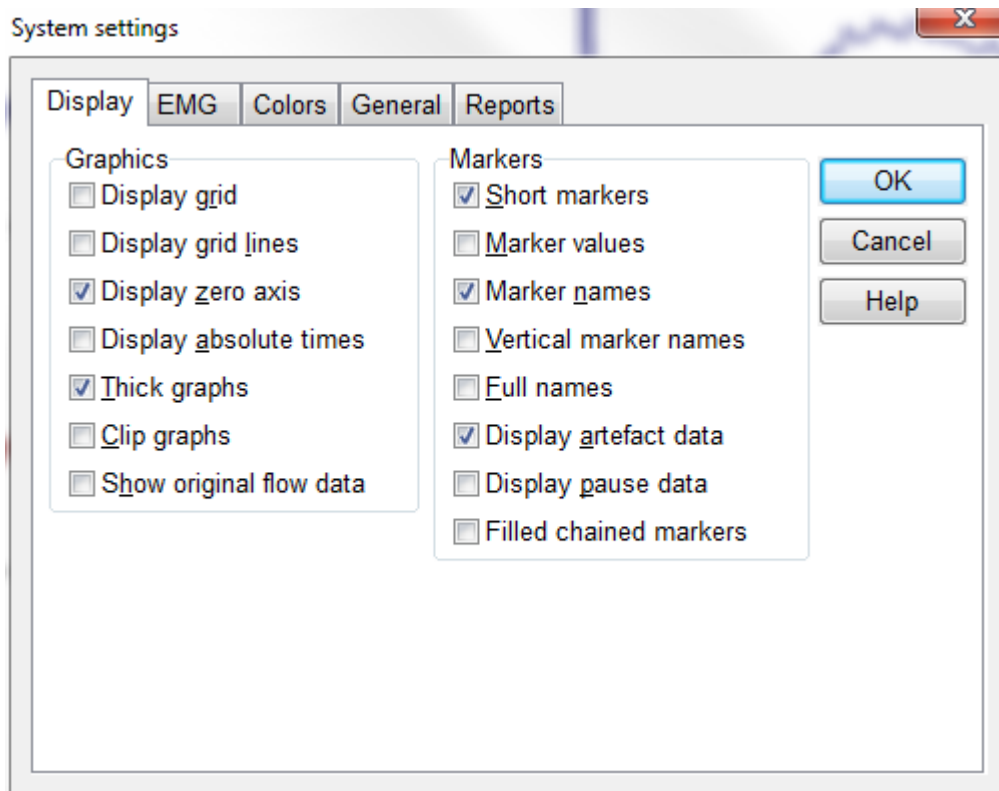 System settings
Display EMG Colors General Reports
Graphics
Display grid
Display grid lines
Display zero axis
Display absolute times
Thick graphs
Clip graphs
Show original flow data
Markers
Short markers
Marker values
Marker names
Vertical marker names
Full names
Display artefact data
Display pause data
Filled chained markers
OK
Cancel
Help